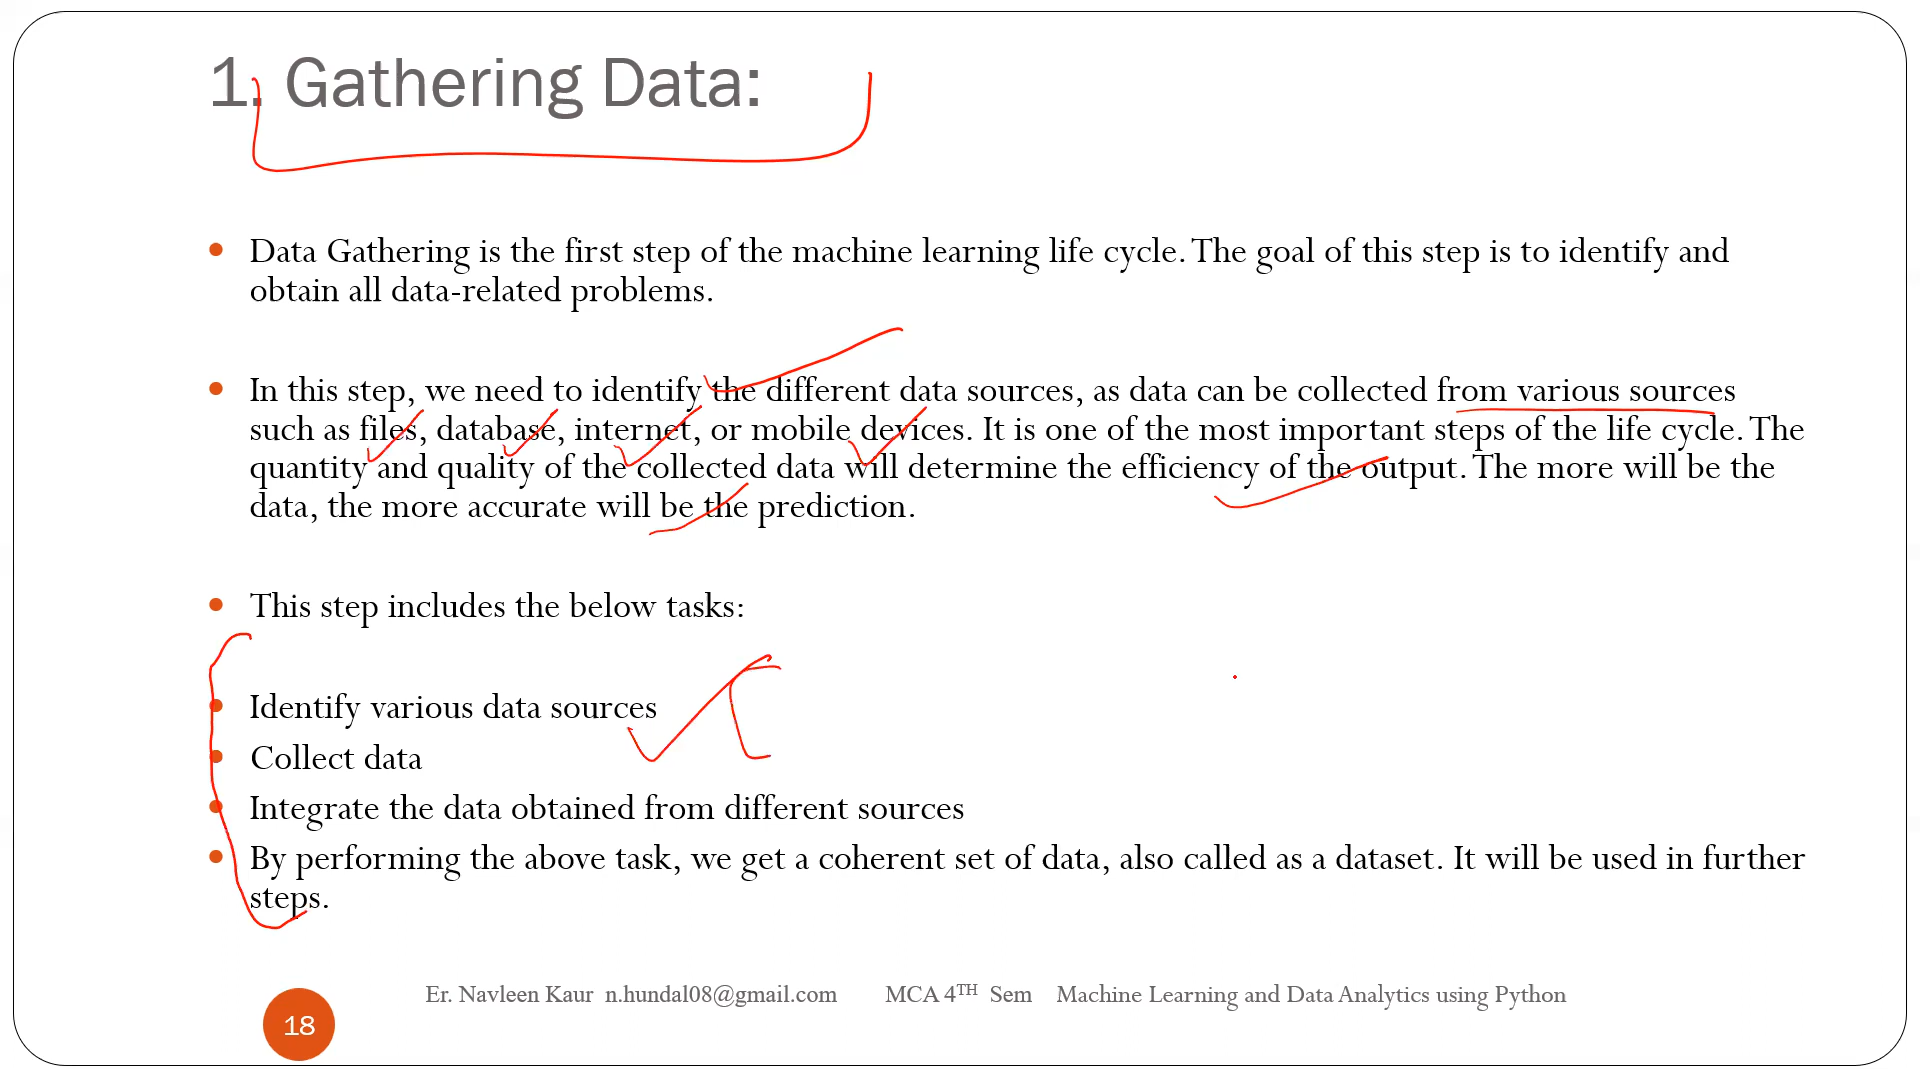 1. Gathering Data:
Data Gathering is the first step of the machine learning life cycle. The goal of this step is to identify and
obtain all data-related problems.
In this step, we need to identify the different data sources, as data can be collected from various sources
such as files, database, internet, or mobile devices. It is one of the most important steps of the life cycle. The
quantity and quality of the collected data will determine the efficiency of the output. The more will be the
data, the more accurate will be the prediction.
This step includes the below tasks:
Identify various data sources
Collect data
Integrate the data obtained from different sources
By performing the above task, we get a coherent set of data, also called as a dataset. It will be used in further
steps.
Er. Navleen Kaur n.hundal08@gmail.com MCA 4TH Sem Machine Learning and Data Analytics using Python
18